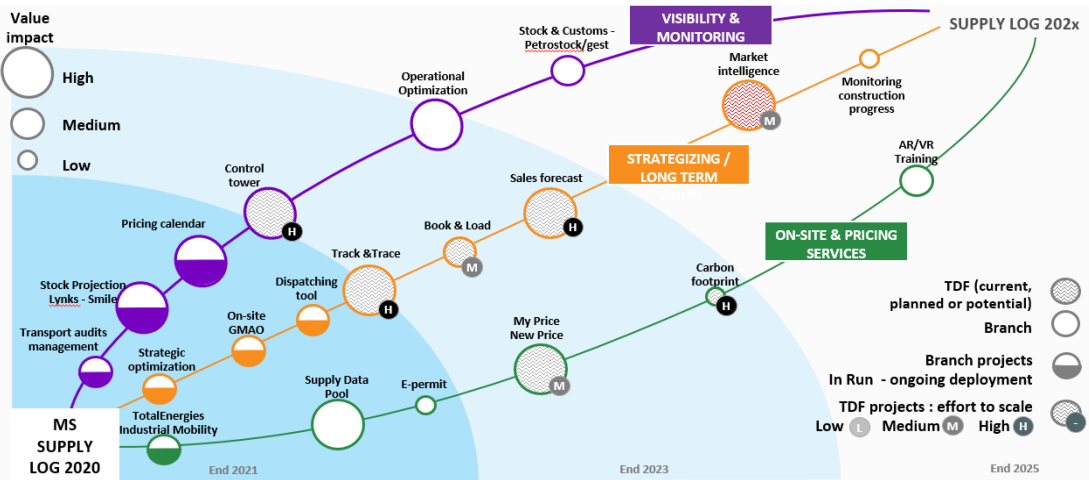 Value
impact
High
Medium
Low
VISIBILITY &
MONITORING
SUPPLY LOG 202x
Stock & Customs -
Petrostock/gest
Operational
Optimization
Market
intelligence
M
Monitoring
construction
progress
Control
tower
H
STRATEGIZING /
LONG TERM
Sales forecast
H
AR/VR
Training
Pricing calendar
Book & Load
M
Track &Trace
H
ON-SITE & PRICING
SERVICES
Stock Projection
Lynks - Smile
Dispatching
tool
Carbon
footprint
H
Transport audits
management
On-site
GMAO
My Price
New Price
M
Strategic
optimization
Supply Data
Pool
E-permit
TotalEnergies
Industrial Mobility
MS
SUPPLY
LOG 2020
End 2021
End 2023
End 2025
TDF (current,
planned or potential)
Branch
Branch projects
In Run - ongoing deployment
TDF projects : effort to scale
-
Low L Medium M High H